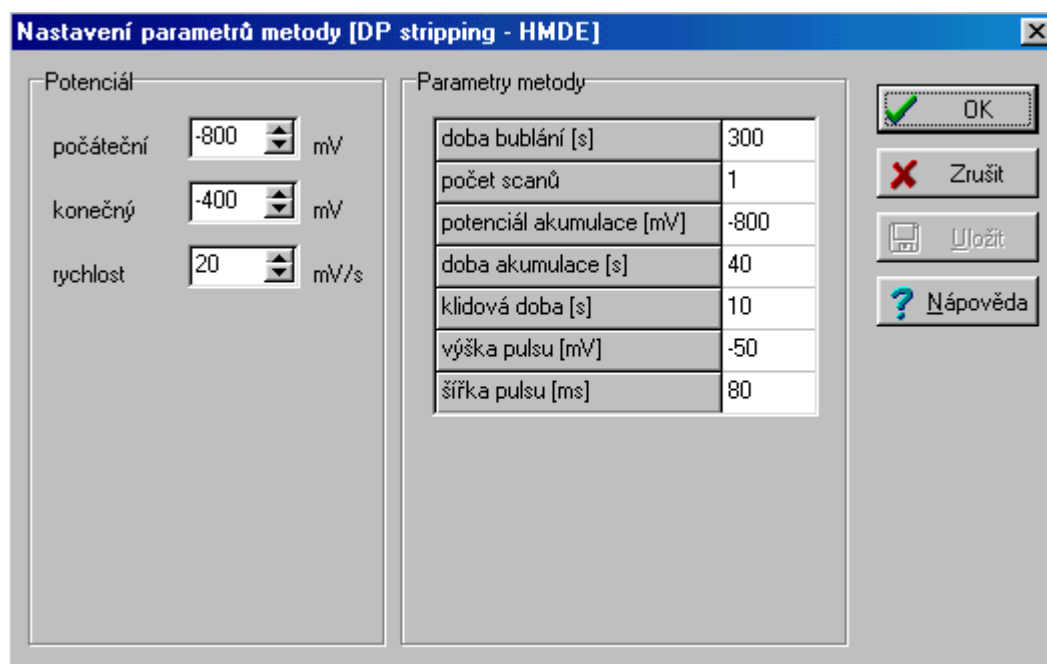 Nastavení parametrů metody [DP stripping - HMDE]
Potenciál
počáteční -800 mV
konečný -400 mV
rychlost 20 mV/s
Parametry metody
doba bublání [s] 300
počet scanů 1
potenciál akumulace [mV] -800
doba akumulace [s] 40
klidová doba [s] 10
výška pulsu [mV] -50
šířka pulsu [ms] 80
OK
Zrušit
Uložit
Nápověda